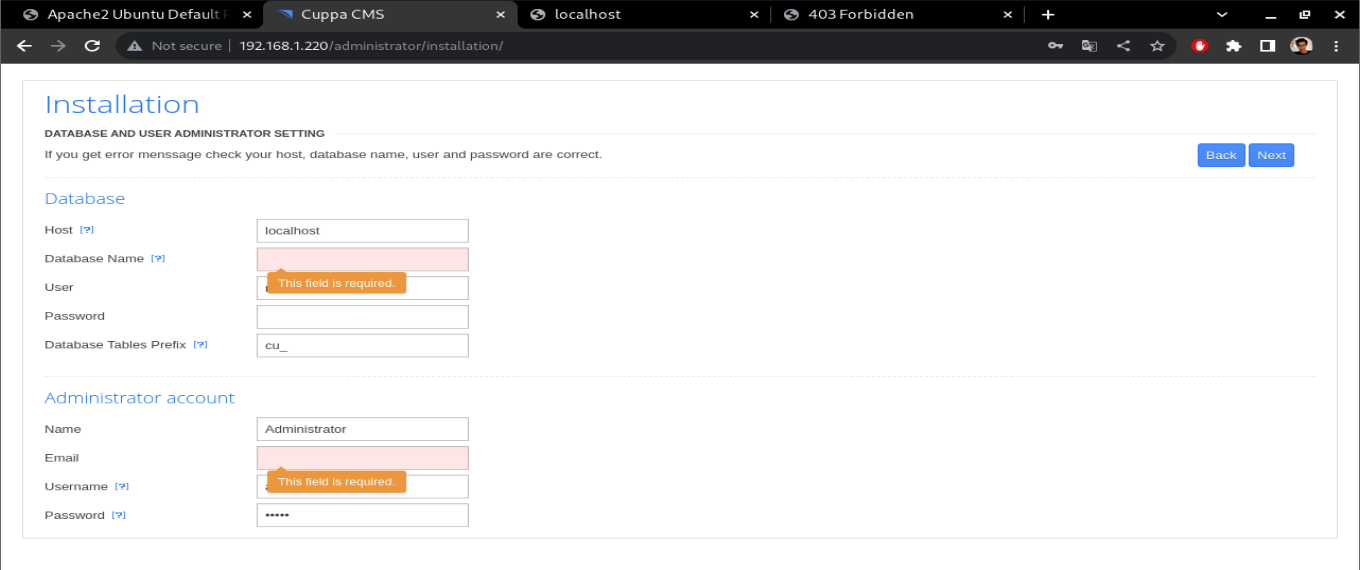 Apache2 Ubuntu Default
Cuppa CMS
localhost
403 Forbidden
Not secure
192.168.1.220/administrator/installation/
Installation
DATABASE AND USER ADMINISTRATOR SETTING
If you get error menssage check your host, database name, user and password are correct.
Back Next
Database
Host [?] localhost
Database Name [?]
This field is required.
User
Password
Database Tables Prefix [?] cu_
Administrator account
Name Administrator
Email
This field is required.
Username [?]
Password [?] •••••